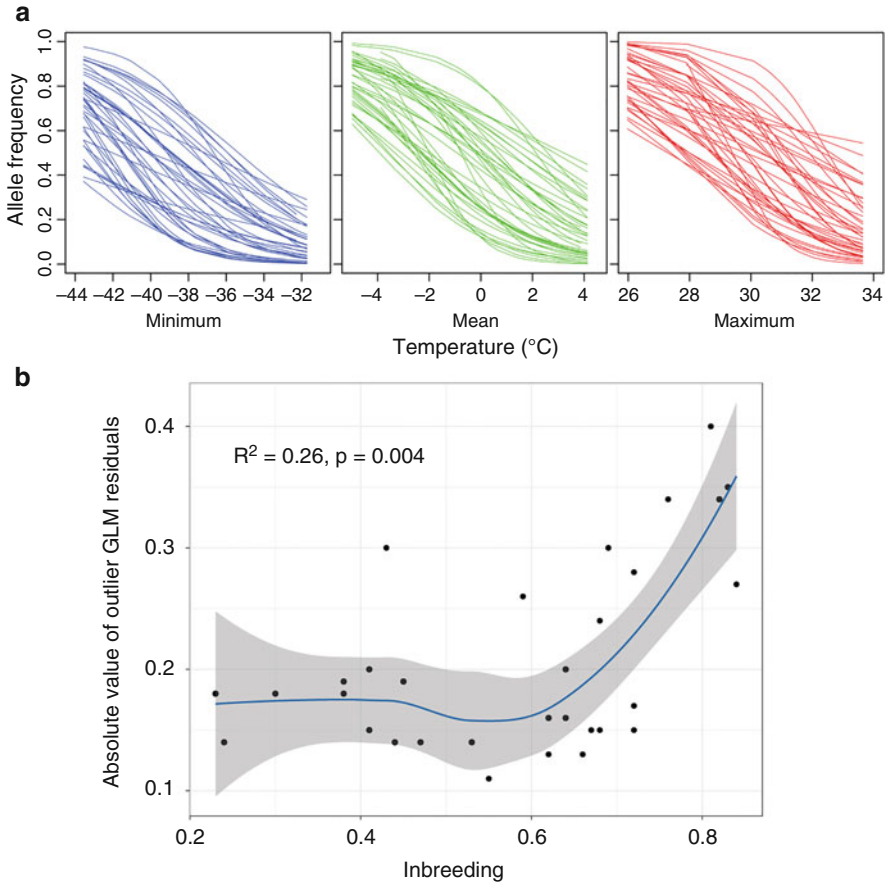 a
Allele frequency
1.0
0.8
0.6
0.4
0.2
0.0
–44 –42 –40 –38 –36 –34 –32
–4 –2 0 2 4
26 28 30 32 34
Minimum
Mean
Maximum
Temperature (°C)
b
Absolute value of outlier GLM residuals
R² = 0.26, p = 0.004
0.4
0.3
0.2
0.1
0.2 0.4 0.6 0.8
Inbreeding